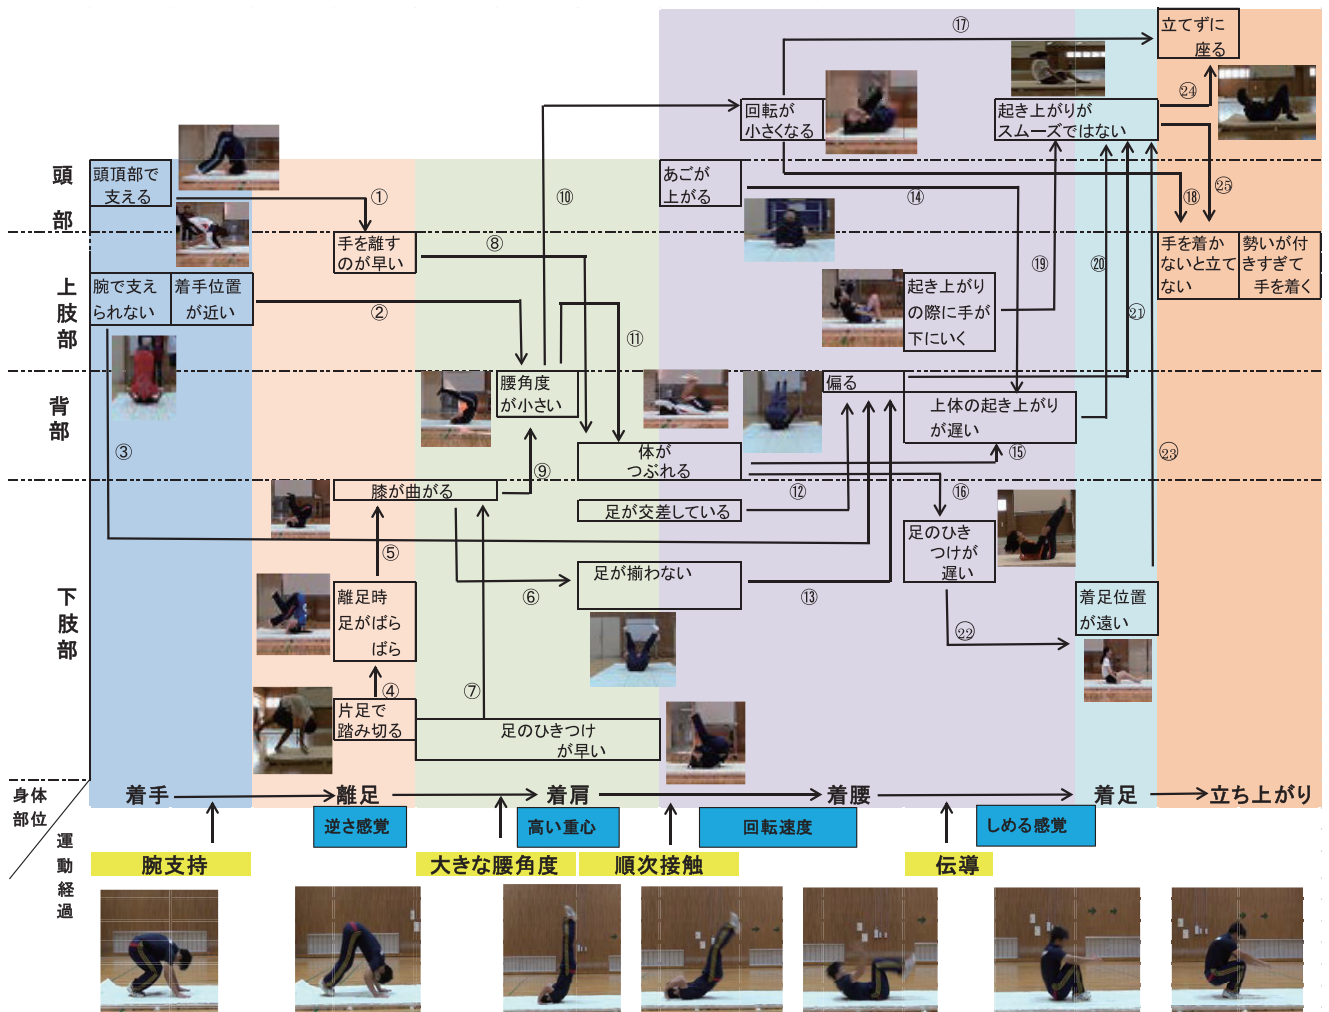 ⑰
立てずに
座る
㉔
回転が
小さくなる
起き上がりが
スムーズではない
頭
部
頭頂部で
支える
①
⑩
あごが
上がる
⑭
⑱
㉕
手を離す
のが早い
⑧
⑲
⑳
手を着か
ないと立て
ない
勢いが付
きすぎて
手を着く
上
肢
部
腕で支え
られない
着手位置
が近い
②
⑪
起き上がり
の際に手が
下にいく
㉑
背
部
腰角度
が小さい
偏る
上体の起き上がり
が遅い
③
⑨
体が
つぶれる
⑮
㉓
膝が曲がる
⑫
⑯
足が交差している
下
肢
部
⑤
足のひき
つけが
遅い
離足時
足がばら
ばら
⑥
足が揃わない
⑬
着足位置
が遠い
㉒
④
⑦
片足で
踏み切る
足のひきつけ
が早い
身体
部位
運
動
経
過
着手
離足
着肩
着腰
着足
立ち上がり
逆さ感覚
高い重心
回転速度
しめる感覚
腕支持
大きな腰角度
順次接触
伝導